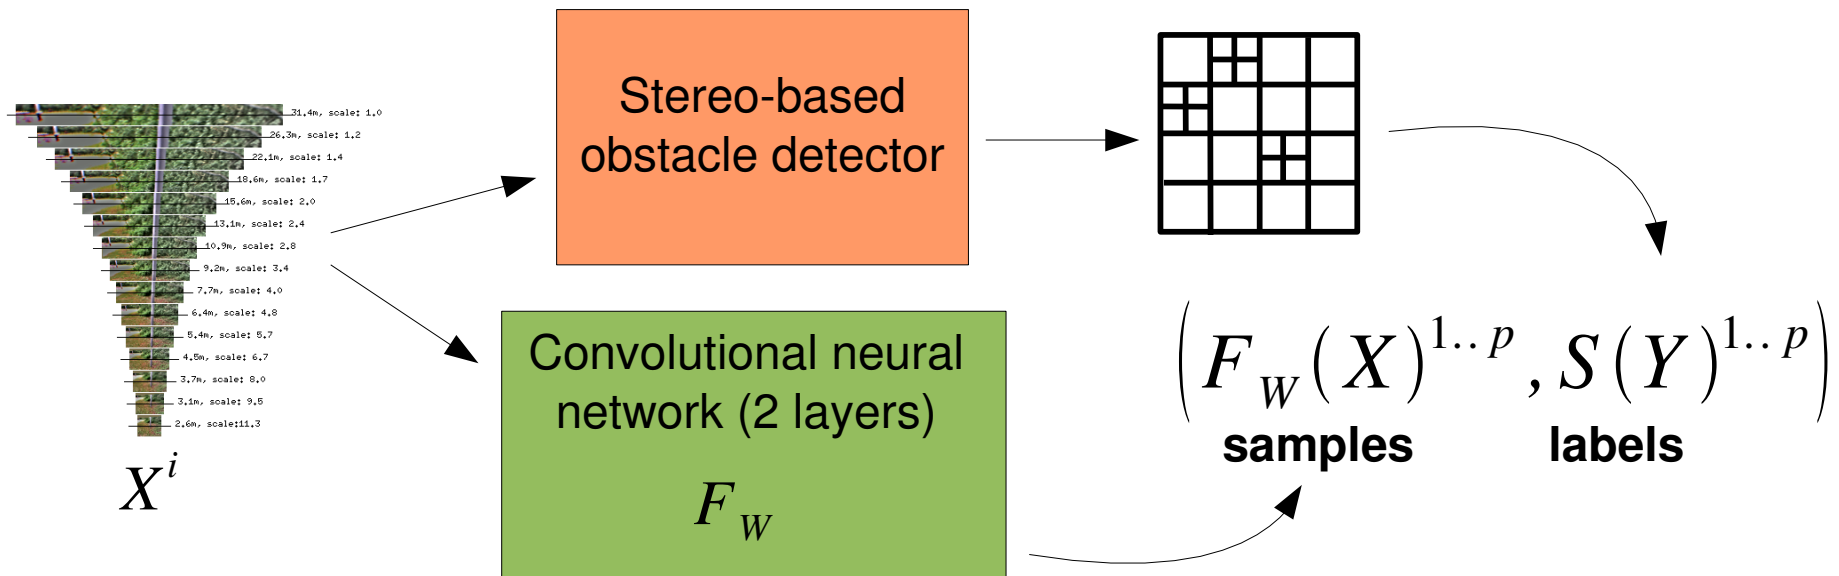 31.4m, scale: 1.0
26.3m, scale: 1.2
22.1m, scale: 1.4
18.6m, scale: 1.7
15.6m, scale: 2.0
13.1m, scale: 2.4
10.9m, scale: 2.8
9.2m, scale: 3.4
7.7m, scale: 4.0
6.4m, scale: 4.8
5.4m, scale: 5.7
4.5m, scale: 6.7
3.7m, scale: 8.0
3.1m, scale: 9.5
2.6m, scale:11.3
X^i
Stereo-based
obstacle detector
Convolutional neural
network (2 layers)
F_W
(F_W(X)^{1..p}, S(Y)^{1..p})
samples labels